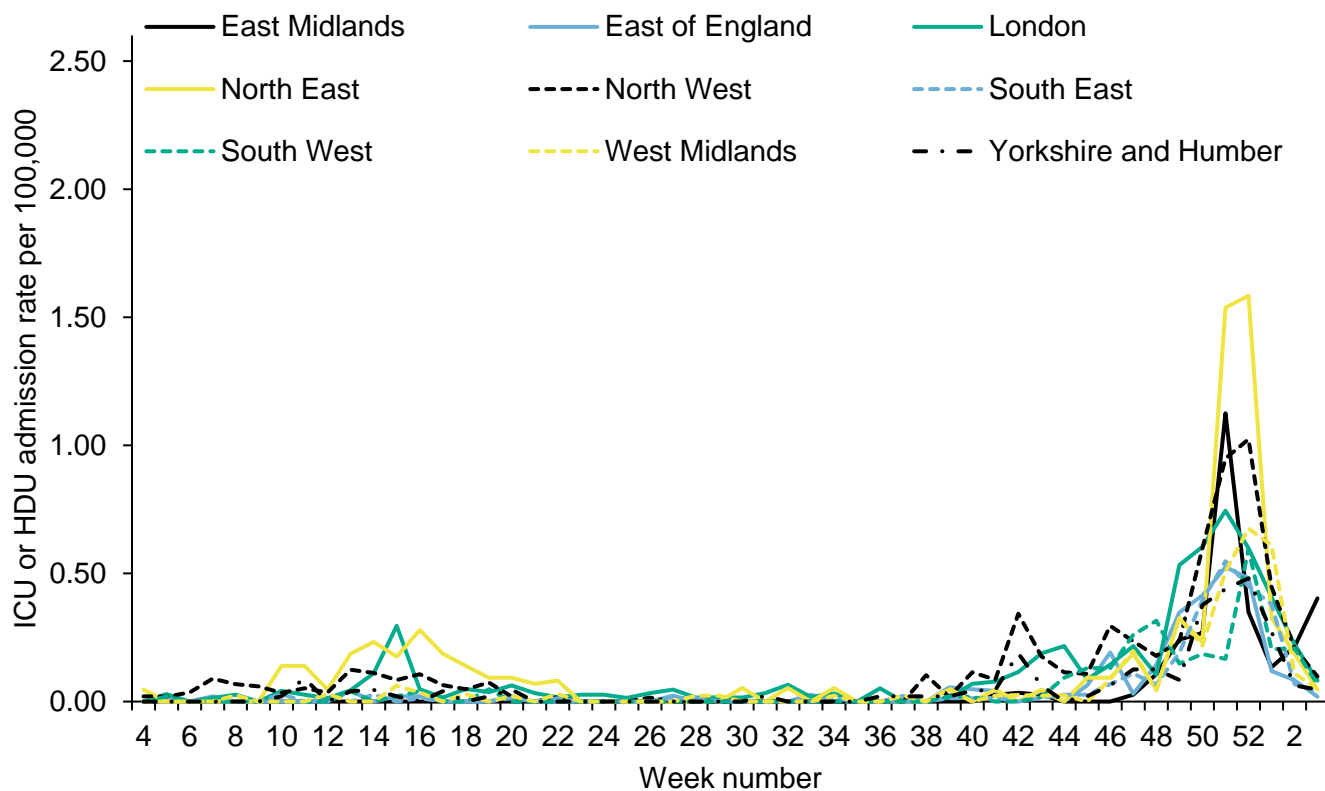 East Midlands East of England London
North East North West South East
South West West Midlands Yorkshire and Humber
ICU or HDU admission rate per 100,000
2.50
2.00
1.50
1.00
0.50
0.00
4 6 8 10 12 14 16 18 20 22 24 26 28 30 32 34 36 38 40 42 44 46 48 50 52 2
Week number